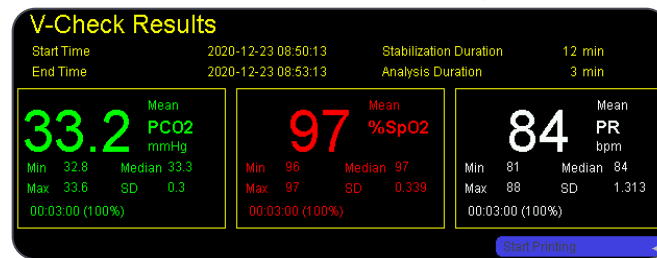 V-Check Results
Start Time 2020-12-23 08:50:13 Stabilization Duration 12 min
End Time 2020-12-23 08:53:13 Analysis Duration 3 min
33.2 Mean PCO2 mmHg
Min 32.8 Median 33.3
Max 33.6 SD 0.3
00:03:00 (100%)
97 Mean %SpO2
Min 96 Median 97
Max 97 SD 0.339
00:03:00 (100%)
84 Mean PR bpm
Min 81 Median 84
Max 88 SD 1.313
00:03:00 (100%)
Start Printing